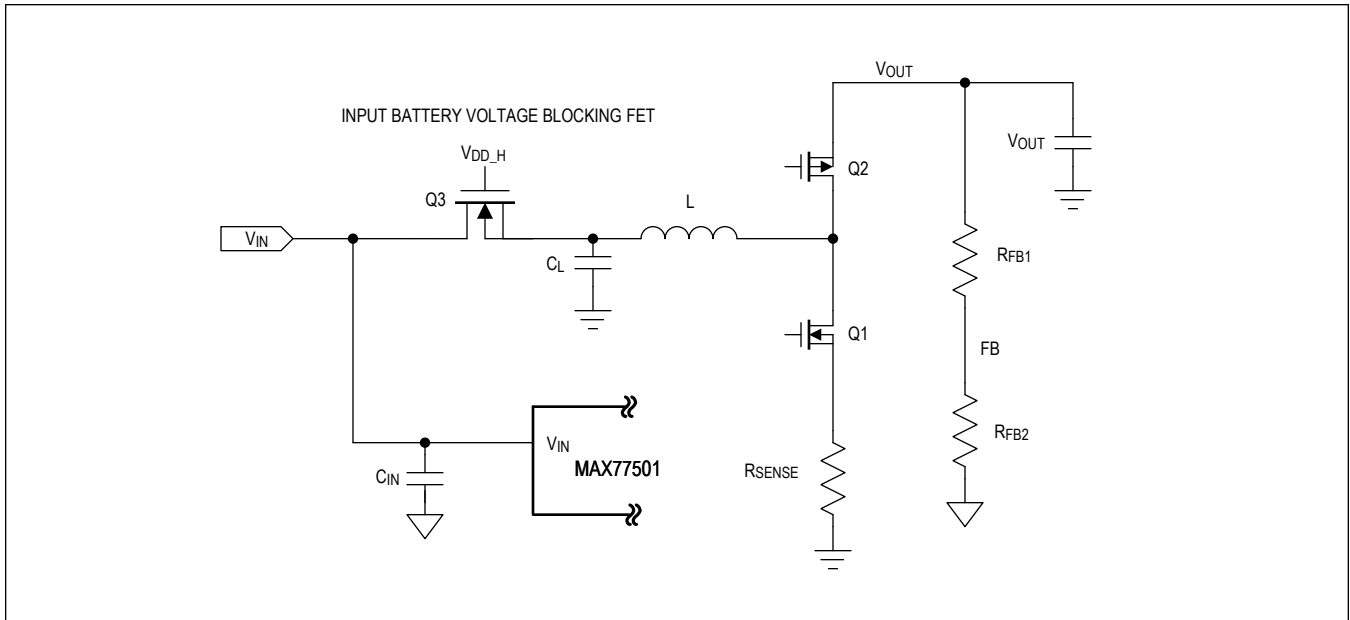 VOUT
INPUT BATTERY VOLTAGE BLOCKING FET
VOUT
VDD_H
Q2
Q3
L
VIN
RFB1
CL
Q1
FB
RFB2
VIN
MAX77501
RSENSE
CIN